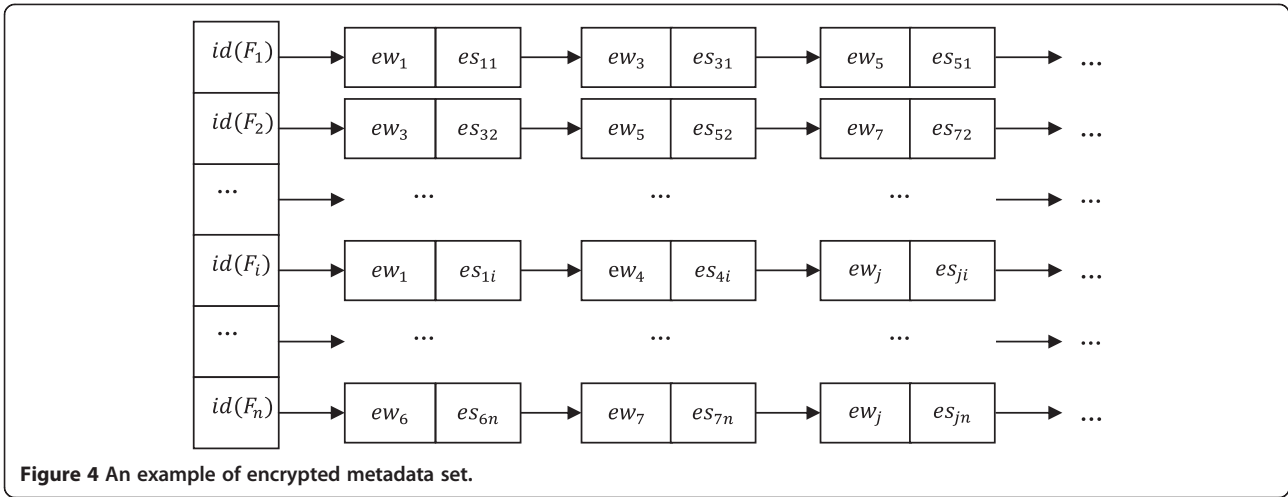 id(F₁) ew₁ es₁₁ ew₃ es₃₁ ew₅ es₅₁ ...
id(F₂) ew₃ es₃₂ ew₅ es₅₂ ew₇ es₇₂ ...
... ... ... ... ...
id(Fᵢ) ew₁ es₁ᵢ ew₄ es₄ᵢ ewⱼ esⱼᵢ ...
... ... ... ... ...
id(Fₙ) ew₆ es₆ₙ ew₇ es₇ₙ ewⱼ esⱼₙ ...
Figure 4 An example of encrypted metadata set.